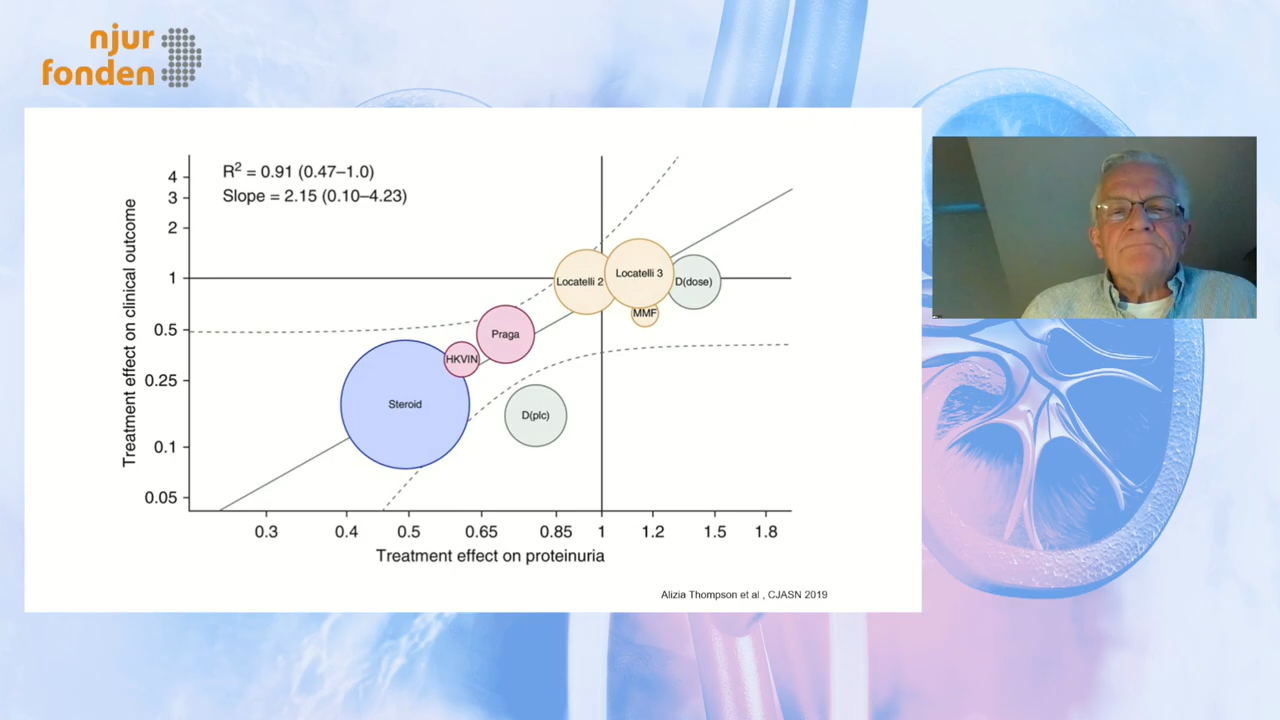 njur
fonden
R² = 0.91 (0.47–1.0)
Slope = 2.15 (0.10–4.23)
Treatment effect on clinical outcome
4
3
2
1
0.5
0.25
0.1
0.05
Locatelli 2
Locatelli 3
D(dose)
MMF
Praga
HKVIN
Steroid
D(plc)
0.3 0.4 0.5 0.65 0.85 1 1.2 1.5 1.8
Treatment effect on proteinuria
Alizia Thompson et al , CJASN 2019